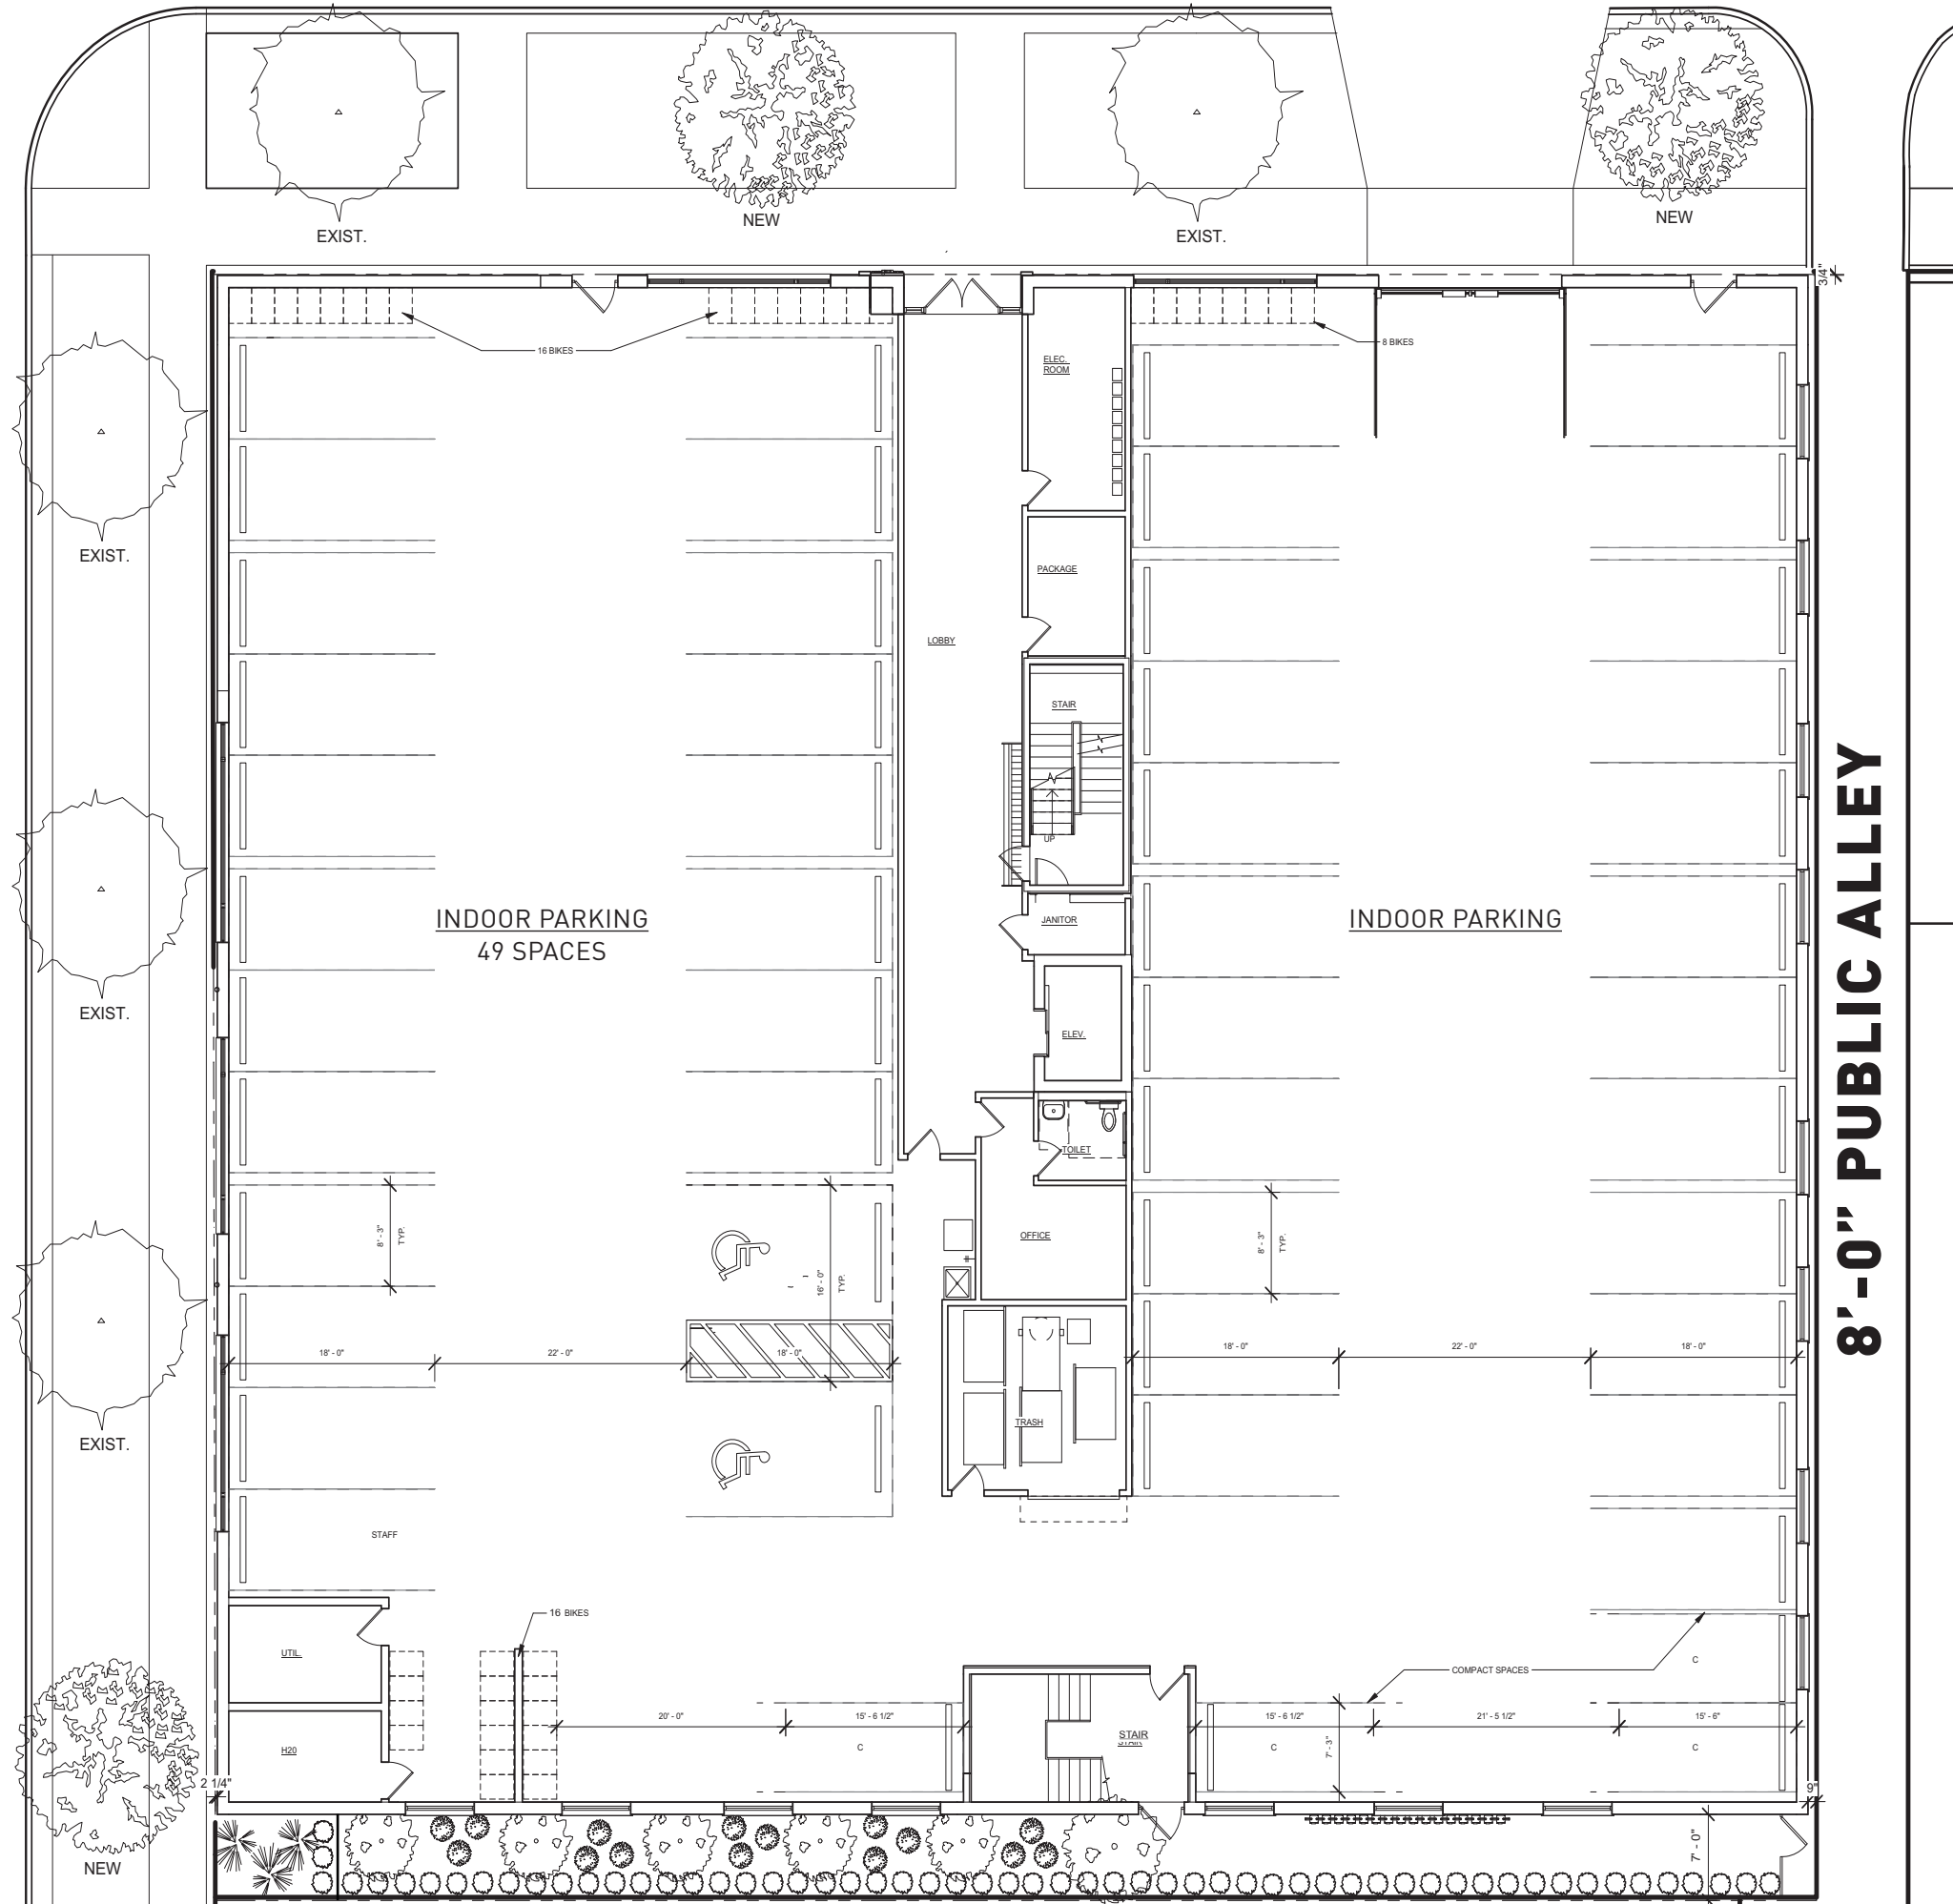 EXIST.
NEW
EXIST.
NEW
3/4"
16 BIKES
8 BIKES
ELEC.
ROOM
EXIST.
PACKAGE
LOBBY
STAIR
UP
8'-0" PUBLIC ALLEY
INDOOR PARKING
49 SPACES
JANITOR
INDOOR PARKING
EXIST.
ELEV.
TOILET
8' - 3"
TYP.
16' - 0"
TYP.
OFFICE
8' - 3"
TYP.
18' - 0"
22' - 0"
18' - 0"
18' - 0"
22' - 0"
18' - 0"
EXIST.
TRASH
STAFF
16 BIKES
UTIL.
C
COMPACT SPACES
20' - 0"
15' - 6 1/2"
15' - 6 1/2"
21' - 5 1/2"
15' - 6"
H20
C
STAIR
STAIR
C
7' - 3"
C
2 1/4"
9"
7' - 0"
NEW